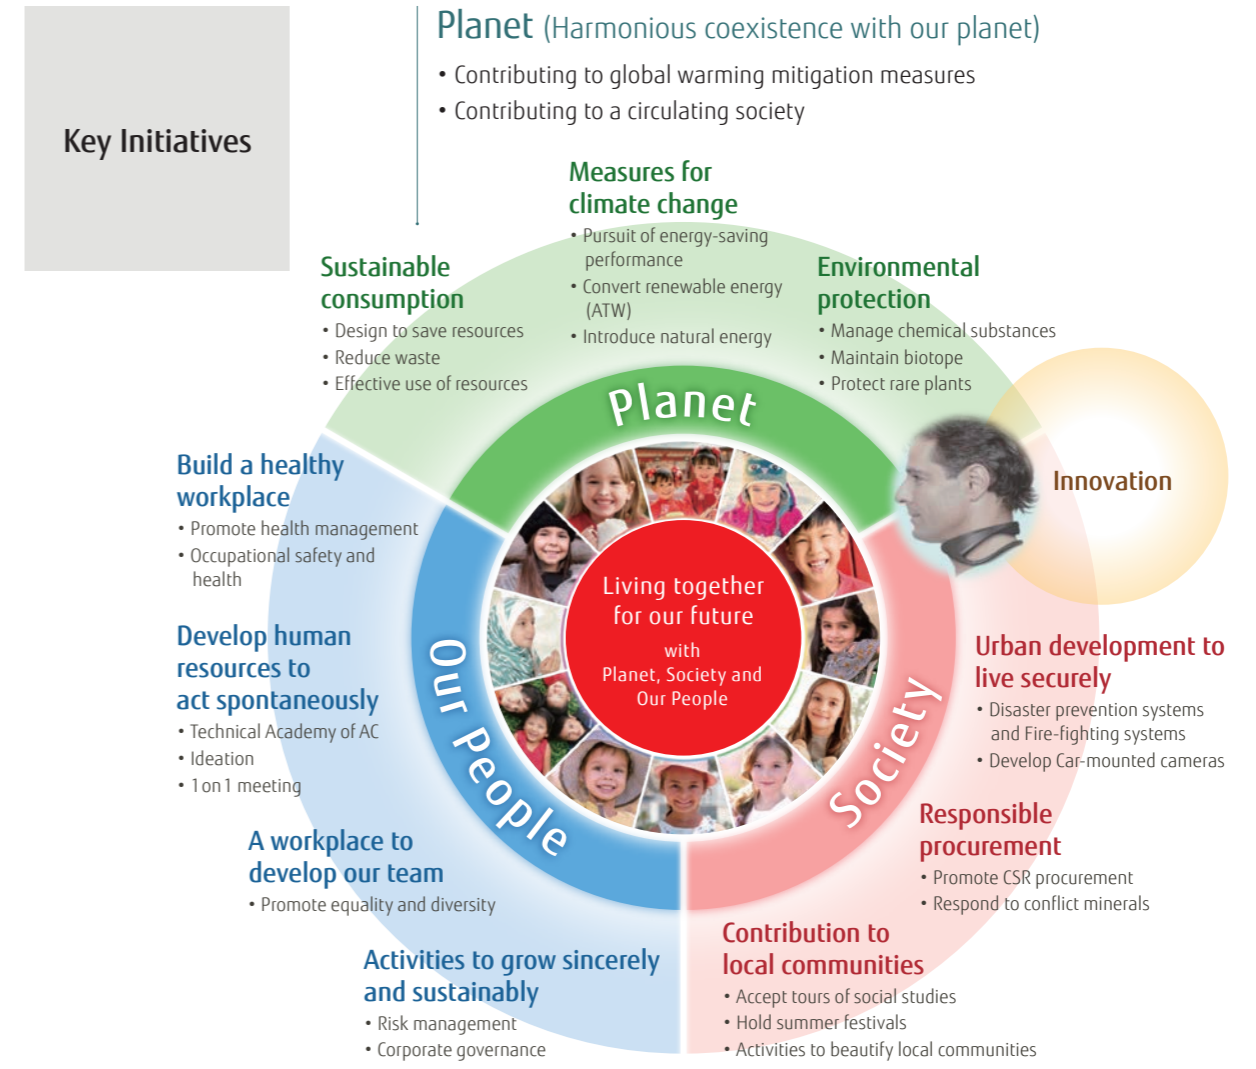 Key Initiatives
Planet (Harmonious coexistence with our planet)
• Contributing to global warming mitigation measures
• Contributing to a circulating society
Measures for
climate change
• Pursuit of energy-saving
performance
• Convert renewable energy
(ATW)
• Introduce natural energy
Sustainable
consumption
• Design to save resources
• Reduce waste
• Effective use of resources
Environmental
protection
• Manage chemical substances
• Maintain biotope
• Protect rare plants
Planet
Innovation
Build a healthy
workplace
• Promote health management
• Occupational safety and
health
Living together
for our future
with
Planet, Society and
Our People
Develop human
resources to
act spontaneously
• Technical Academy of AC
• Ideation
• 1on1 meeting
Our People
Society
Urban development to
live securely
• Disaster prevention systems
and Fire-fighting systems
• Develop Car-mounted cameras
Responsible
procurement
• Promote CSR procurement
• Respond to conflict minerals
A workplace to
develop our team
• Promote equality and diversity
Activities to grow sincerely
and sustainably
• Risk management
• Corporate governance
Contribution to
local communities
• Accept tours of social studies
• Hold summer festivals
• Activities to beautify local communities